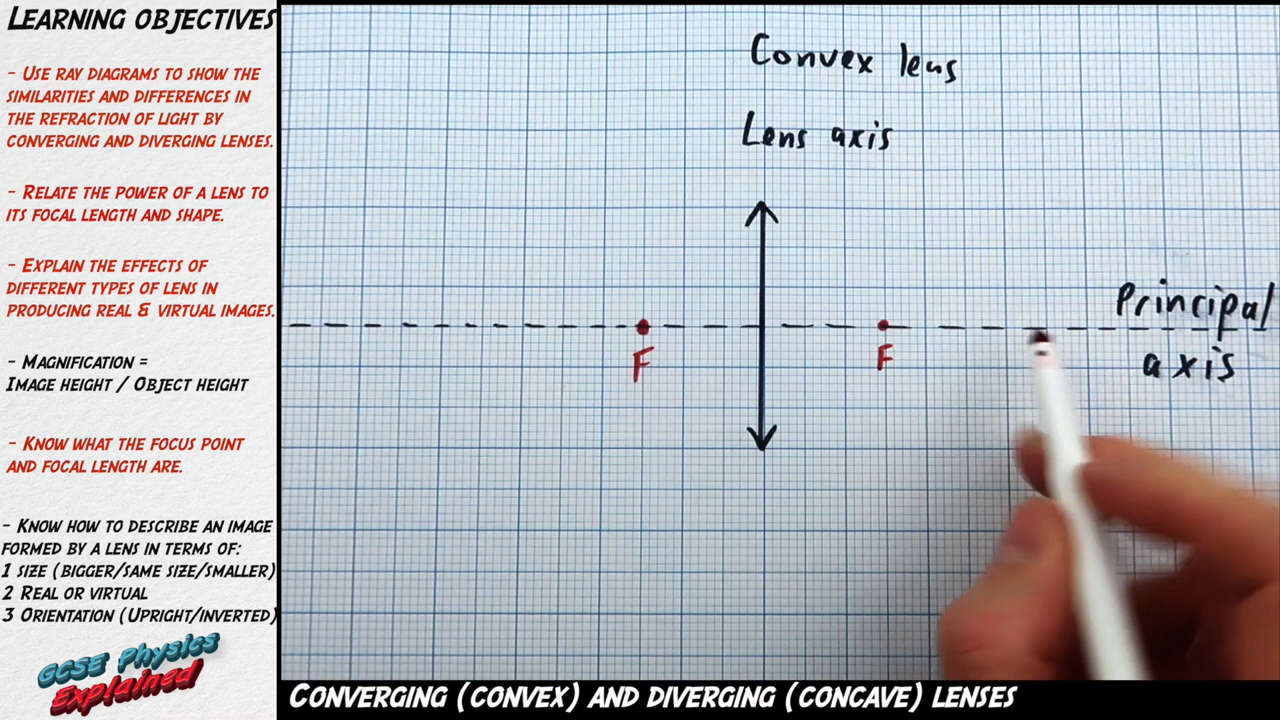 LEARNING OBJECTIVES
- USE RAY DIAGRAMS TO SHOW THE
SIMILARITIES AND DIFFERENCES IN
THE REFRACTION OF LIGHT BY
CONVERGING AND DIVERGING LENSES.
- RELATE THE POWER OF A LENS TO
ITS FOCAL LENGTH AND SHAPE.
- EXPLAIN THE EFFECTS OF
DIFFERENT TYPES OF LENS IN
PRODUCING REAL & VIRTUAL IMAGES.
- MAGNIFICATION =
IMAGE HEIGHT / OBJECT HEIGHT
- KNOW WHAT THE FOCUS POINT
AND FOCAL LENGTH ARE.
- KNOW HOW TO DESCRIBE AN IMAGE
FORMED BY A LENS IN TERMS OF:
1 SIZE (BIGGER/SAME SIZE/SMALLER)
2 REAL OR VIRTUAL
3 ORIENTATION (UPRIGHT/INVERTED)
GCSE Physics
Explained
Convex lens
Lens axis
Principal
axis
F
F
CONVERGING (CONVEX) AND DIVERGING (CONCAVE) LENSES